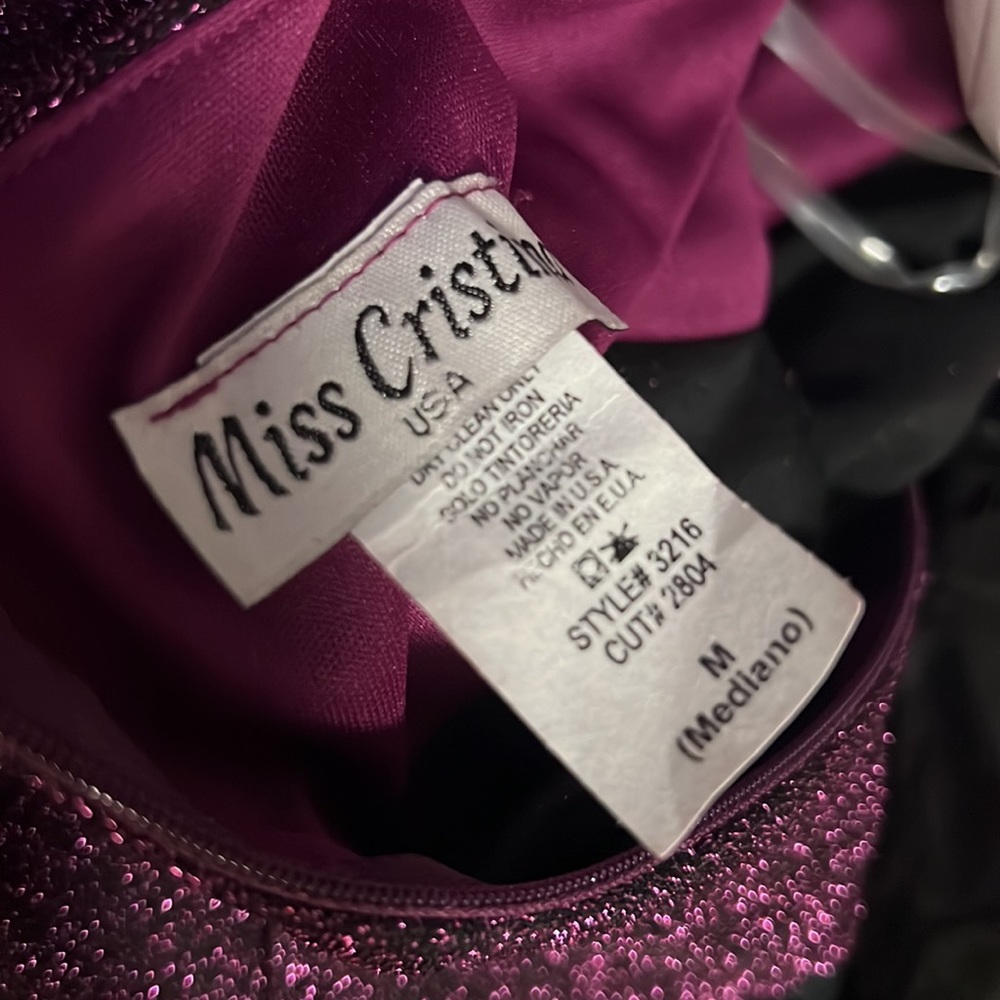 Miss Cristina
USA
DRY CLEAN ONLY
DO NOT IRON
SOLO TINTORERIA
NO PLANCHAR
NO VAPOR
MADE IN U.S.A.
HECHO EN E.U.A.
STYLE# 3216
CUT# 2804
M
(Mediano)